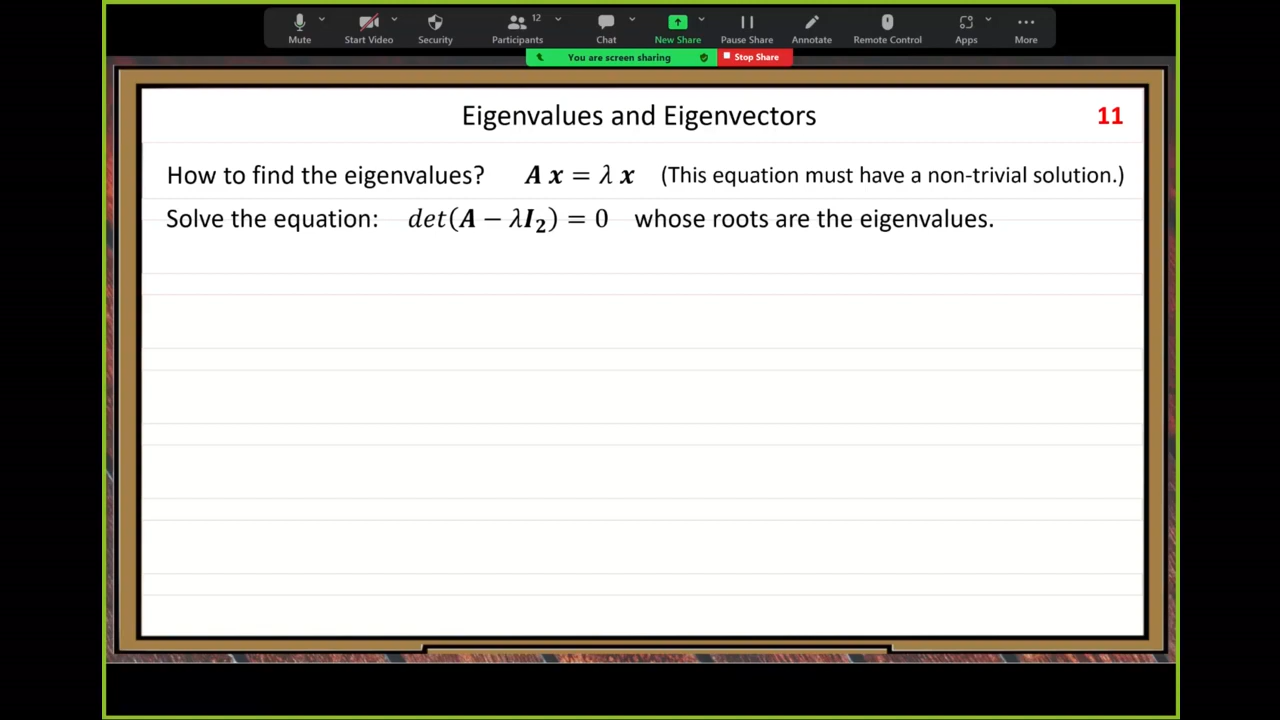 12
Mute Start Video Security Participants Chat New Share Pause Share Annotate Remote Control Apps More
You are screen sharing Stop Share
Eigenvalues and Eigenvectors 11
How to find the eigenvalues? A x = λ x (This equation must have a non-trivial solution.)
Solve the equation: det(A − λI₂) = 0 whose roots are the eigenvalues.